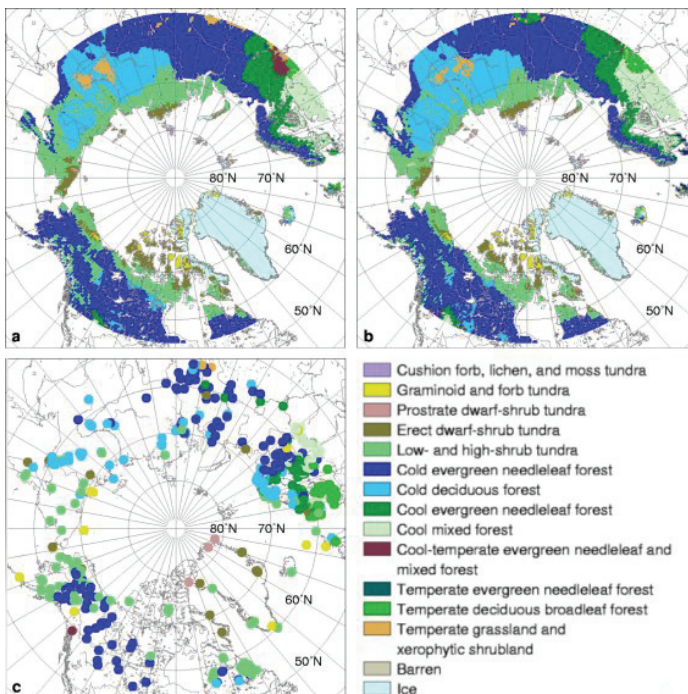 80°N
70°N
60°N
50°N
a
80°N
70°N
60°N
50°N
b
80°N
70°N
60°N
50°N
c
Cushion forb, lichen, and moss tundra
Graminoid and forb tundra
Prostrate dwarf-shrub tundra
Erect dwarf-shrub tundra
Low- and high-shrub tundra
Cold evergreen needleleaf forest
Cold deciduous forest
Cool evergreen needleleaf forest
Cool mixed forest
Cool-temperate evergreen needleleaf and
mixed forest
Temperate evergreen needleleaf forest
Temperate deciduous broadleaf forest
Temperate grassland and
xerophytic shrubland
Barren
Ice